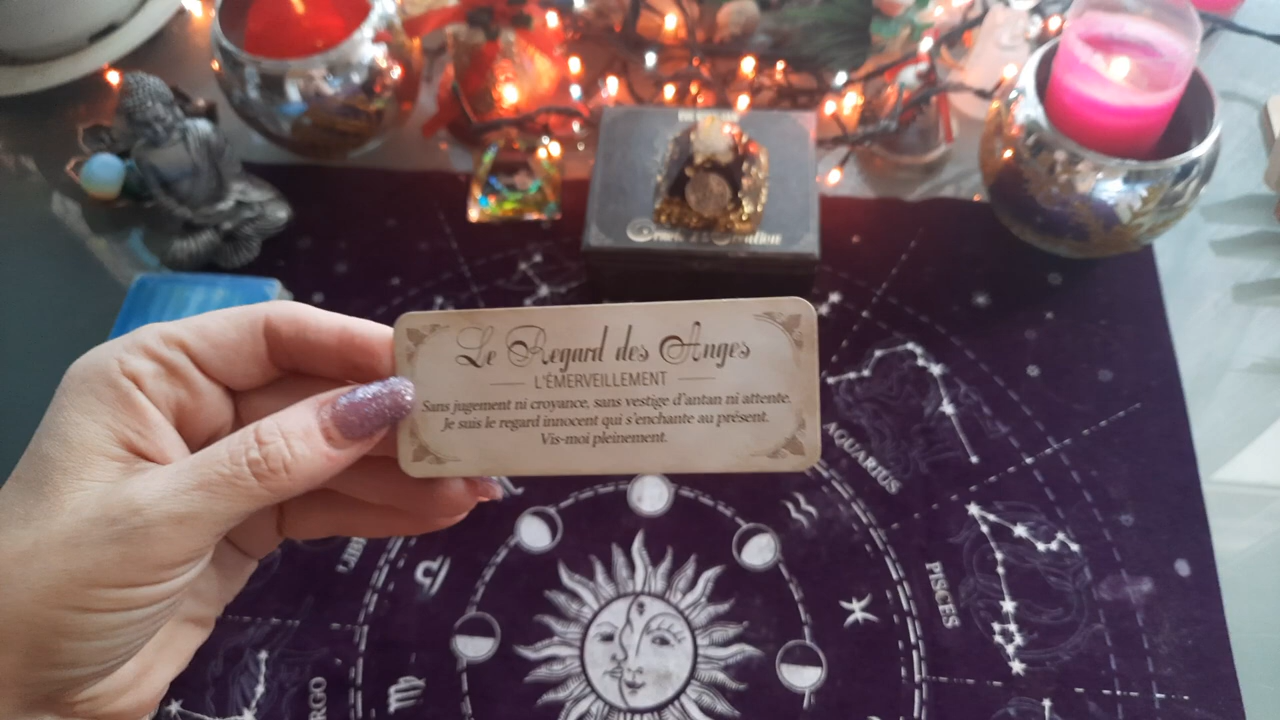 Le Regard des Anges
L'ÉMERVEILLEMENT
Sans jugement ni croyance, sans vestige d'antan ni attente.
Je suis le regard innocent qui s'enchante au présent.
Vis-moi pleinement.
AQUARIUS
PISCES